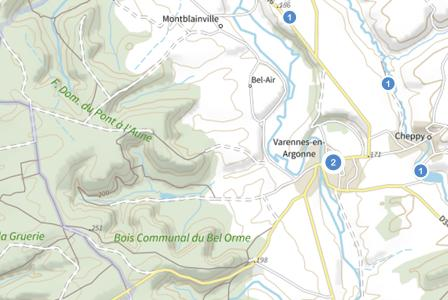 186
1
Montblainville
Bel-Air
1
F. Dom. du Pont à l'Aune
Varennes-en-
Argonne
Cheppy
2
171
1
200
251
la Gruerie
Bois Communal du Bel Orme
198